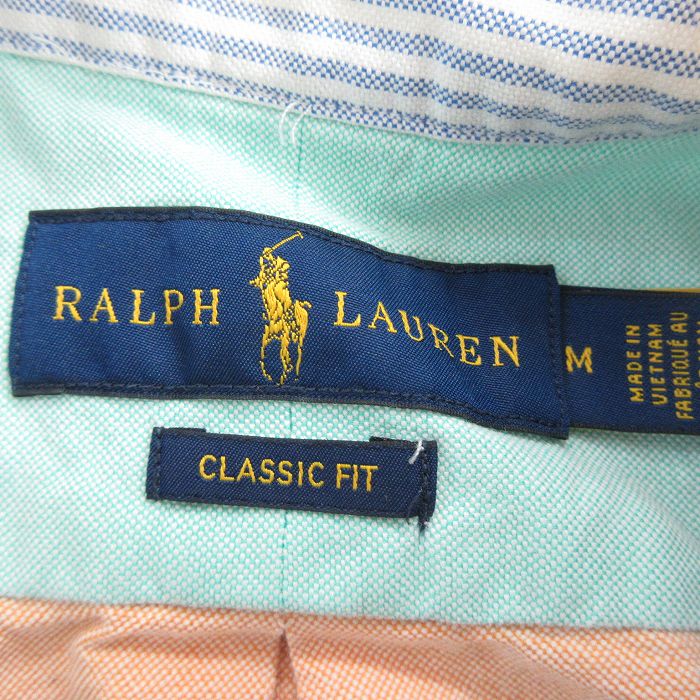 RALPH LAUREN
M
MADE IN
VIETNAM
FABRIQUÉ AU
CLASSIC FIT